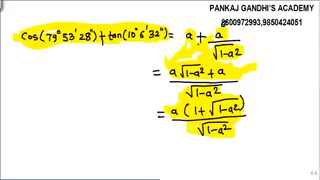 PANKAJ GANDHI'S ACADEMY
8600972993,9850424051
cos(79° 53' 28") + tan(10° 6' 32") = a + a/√(1-a²)
= (a√(1-a²) + a)/√(1-a²)
= a(1 + √(1-a²))/√(1-a²)